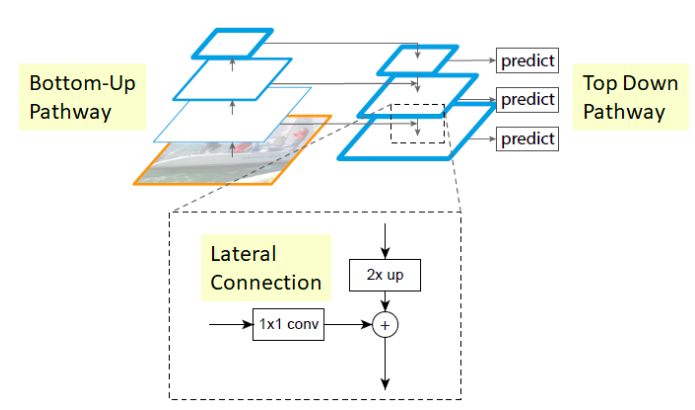 Bottom-Up
Pathway
predict
predict
predict
Top Down
Pathway
Lateral
Connection
2x up
1x1 conv
+